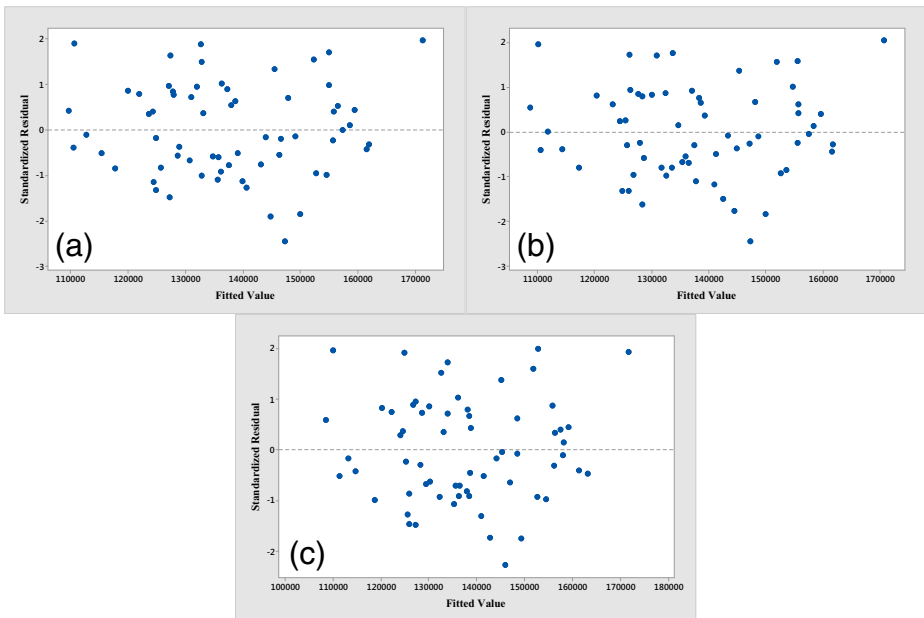 2
1
0
-1
-2
-3
Standardized Residual
(a)
110000 120000 130000 140000 150000 160000 170000
Fitted Value
2
1
0
-1
-2
-3
Standardized Residual
(b)
110000 120000 130000 140000 150000 160000 170000
Fitted Value
2
1
0
-1
-2
Standardized Residual
(c)
100000 110000 120000 130000 140000 150000 160000 170000 180000
Fitted Value